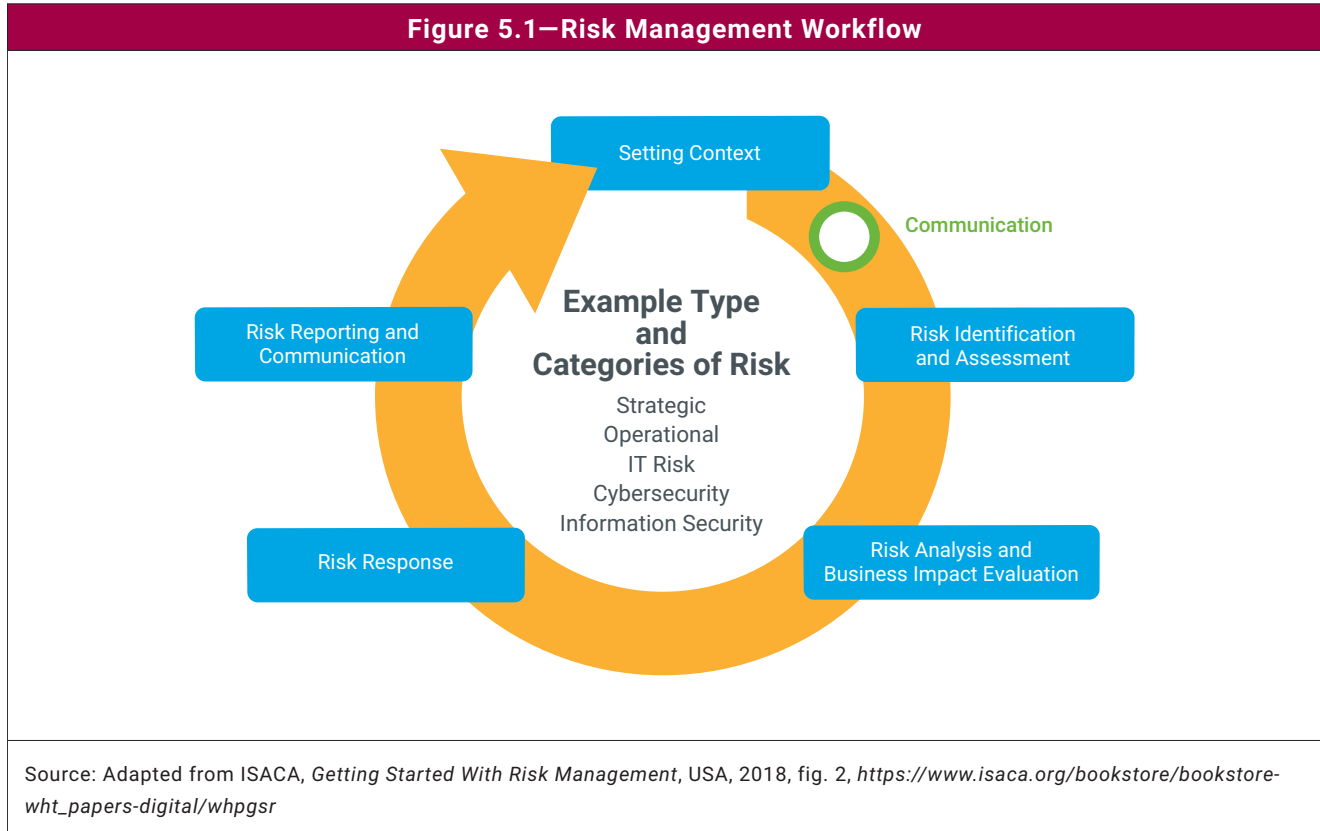 Figure 5.1—Risk Management Workflow
Setting Context
Communication
Risk Identification
and Assessment
Risk Analysis and
Business Impact Evaluation
Risk Response
Risk Reporting and
Communication
Example Type
and
Categories of Risk
Strategic
Operational
IT Risk
Cybersecurity
Information Security
Source: Adapted from ISACA, Getting Started With Risk Management, USA, 2018, fig. 2, https://www.isaca.org/bookstore/bookstore-
wht_papers-digital/whpgsr